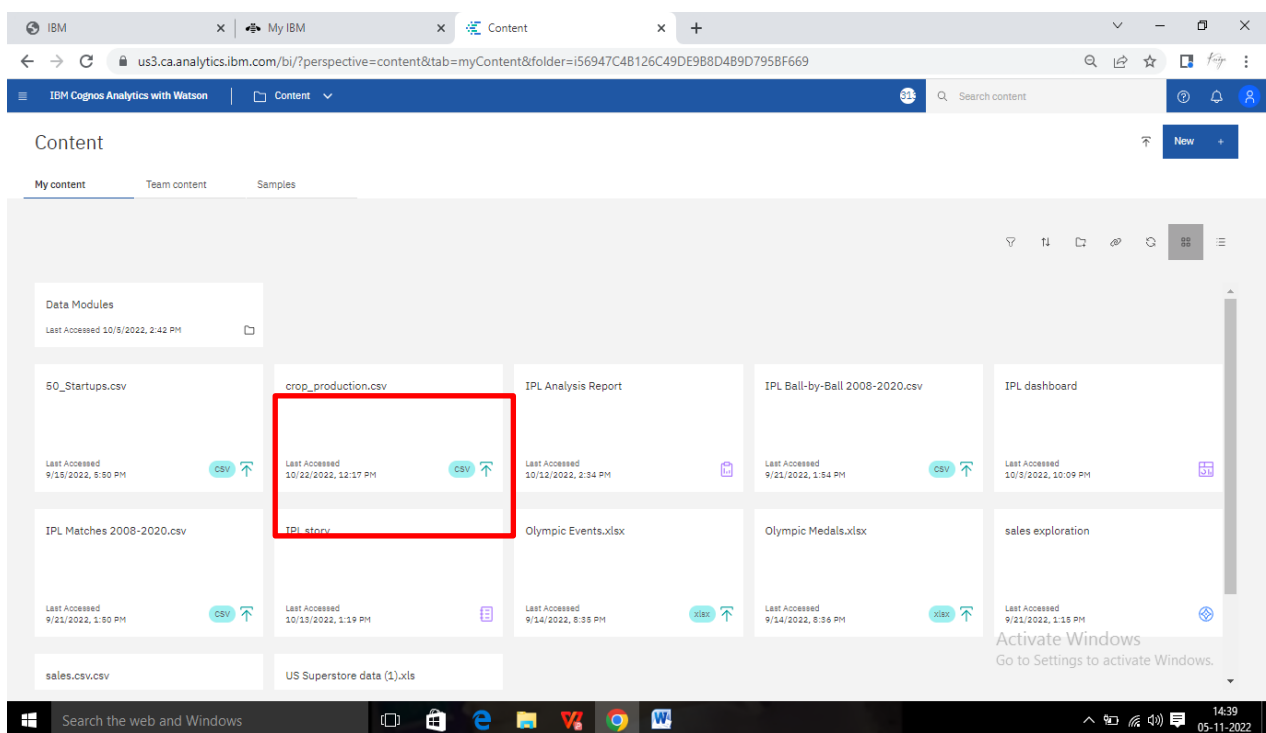 IBM
My IBM
Content
us3.ca.analytics.ibm.com/bi/?perspective=content&tab=myContent&folder=i56947C4B126C49DE9B8D4B9D795BF669
IBM Cognos Analytics with Watson
Content
Search content
Content
New +
My content Team content Samples
Data Modules
Last Accessed 10/5/2022, 2:42 PM
50_Startups.csv
Last Accessed
9/15/2022, 5:50 PM
CSV
crop_production.csv
Last Accessed
10/22/2022, 12:17 PM
CSV
IPL Analysis Report
Last Accessed
10/12/2022, 2:34 PM
IPL Ball-by-Ball 2008-2020.csv
Last Accessed
9/21/2022, 1:54 PM
CSV
IPL dashboard
Last Accessed
10/3/2022, 10:09 PM
IPL Matches 2008-2020.csv
Last Accessed
9/21/2022, 1:50 PM
CSV
IPL story
Last Accessed
10/13/2022, 1:19 PM
Olympic Events.xlsx
Last Accessed
9/14/2022, 8:35 PM
xlsx
Olympic Medals.xlsx
Last Accessed
9/14/2022, 8:36 PM
xlsx
sales exploration
Last Accessed
9/21/2022, 1:15 PM
sales.csv.csv
US Superstore data (1).xls
Activate Windows
Go to Settings to activate Windows.
Search the web and Windows
14:39
05-11-2022